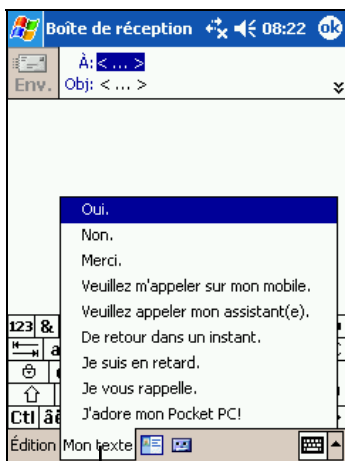 Boîte de réception 08:22 ok
À: < ... >
Env. Obj: < ... >
Oui.
Non.
Merci.
Veuillez m'appeler sur mon mobile.
Veuillez appeler mon assistant(e).
123 &
De retour dans un instant.
Je suis en retard.
Je vous rappelle.
J'adore mon Pocket PC!
Ctl âë
Édition Mon texte